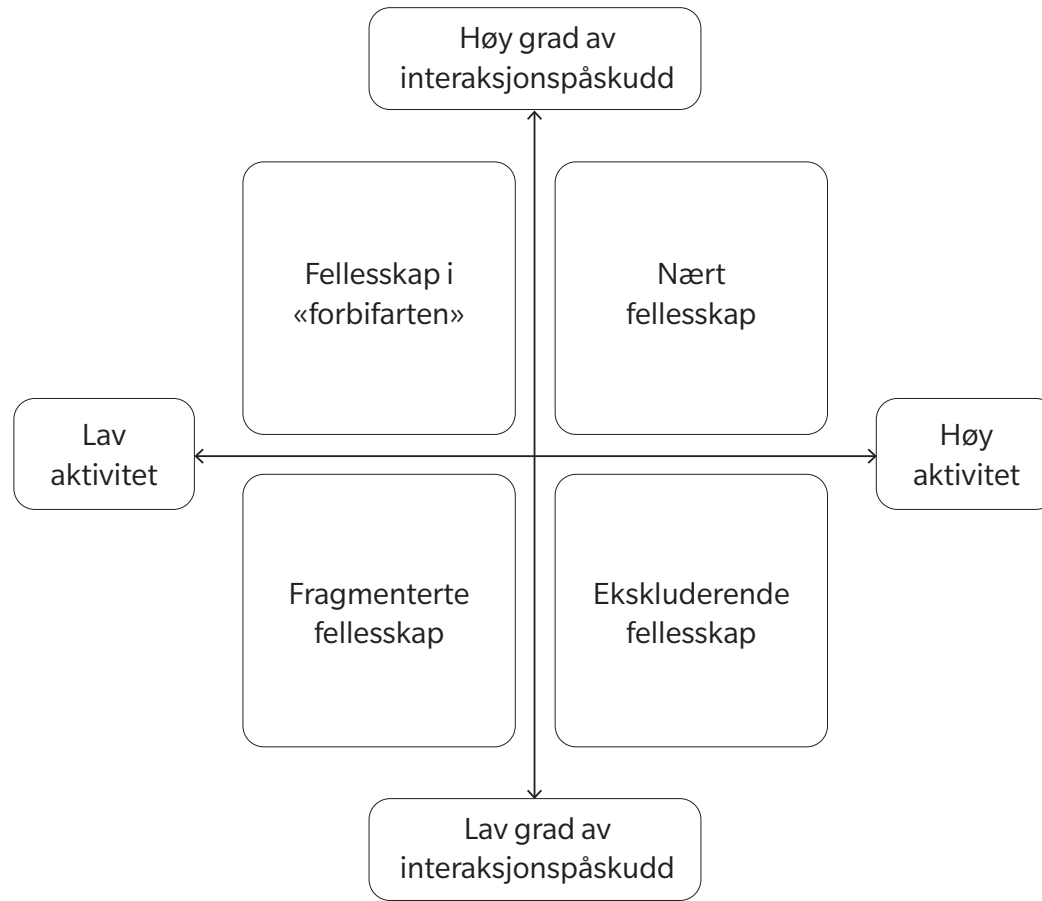 Høy grad av
interaksjonspåskudd
Fellesskap i
«forbifarten»
Nært
fellesskap
Lav
aktivitet
Høy
aktivitet
Fragmenterte
fellesskap
Ekskluderende
fellesskap
Lav grad av
interaksjonspåskudd